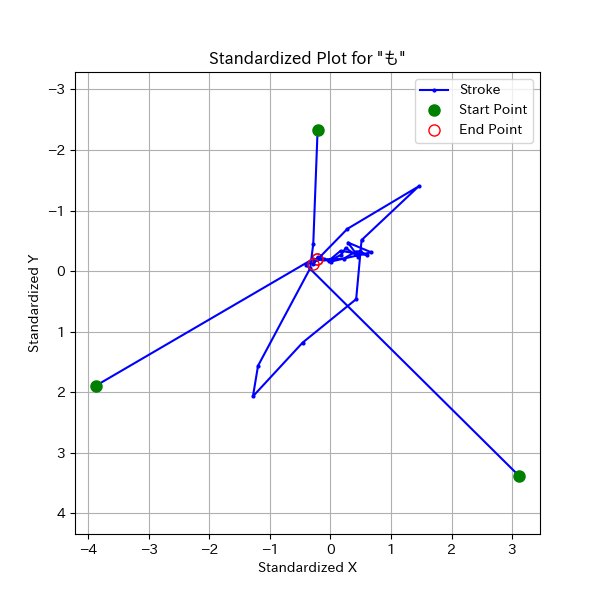 Standardized Plot for "も"
Stroke
Start Point
End Point
Standardized Y
−3
−2
−1
0
1
2
3
4
−4 −3 −2 −1 0 1 2 3
Standardized X